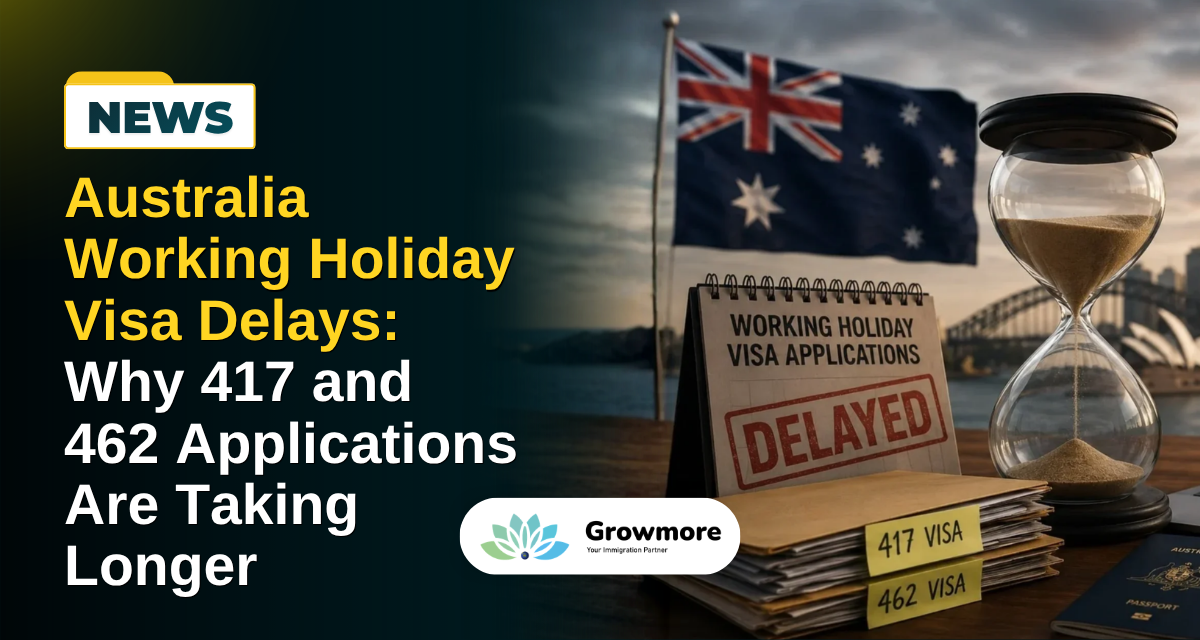 NEWS
Australia
Working Holiday
Visa Delays:
Why 417 and
462 Applications
Are Taking
Longer
Growmore
Your Immigration Partner
WORKING HOLIDAY
VISA APPLICATIONS
DELAYED
417 VISA
462 VISA
PASSPORT